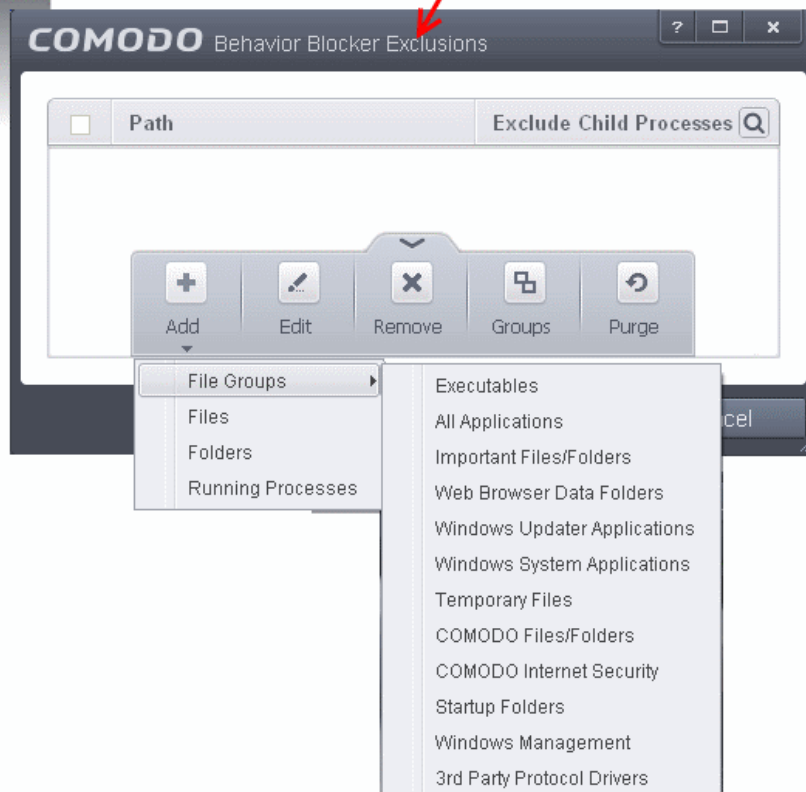 COMODO Behavior Blocker Exclusions ?
Path Exclude Child Processes
Add Edit Remove Groups Purge
File Groups
Files
Folders
Running Processes
Executables
All Applications
Important Files/Folders
Web Browser Data Folders
Windows Updater Applications
Windows System Applications
Temporary Files
COMODO Files/Folders
COMODO Internet Security
Startup Folders
Windows Management
3rd Party Protocol Drivers
cel